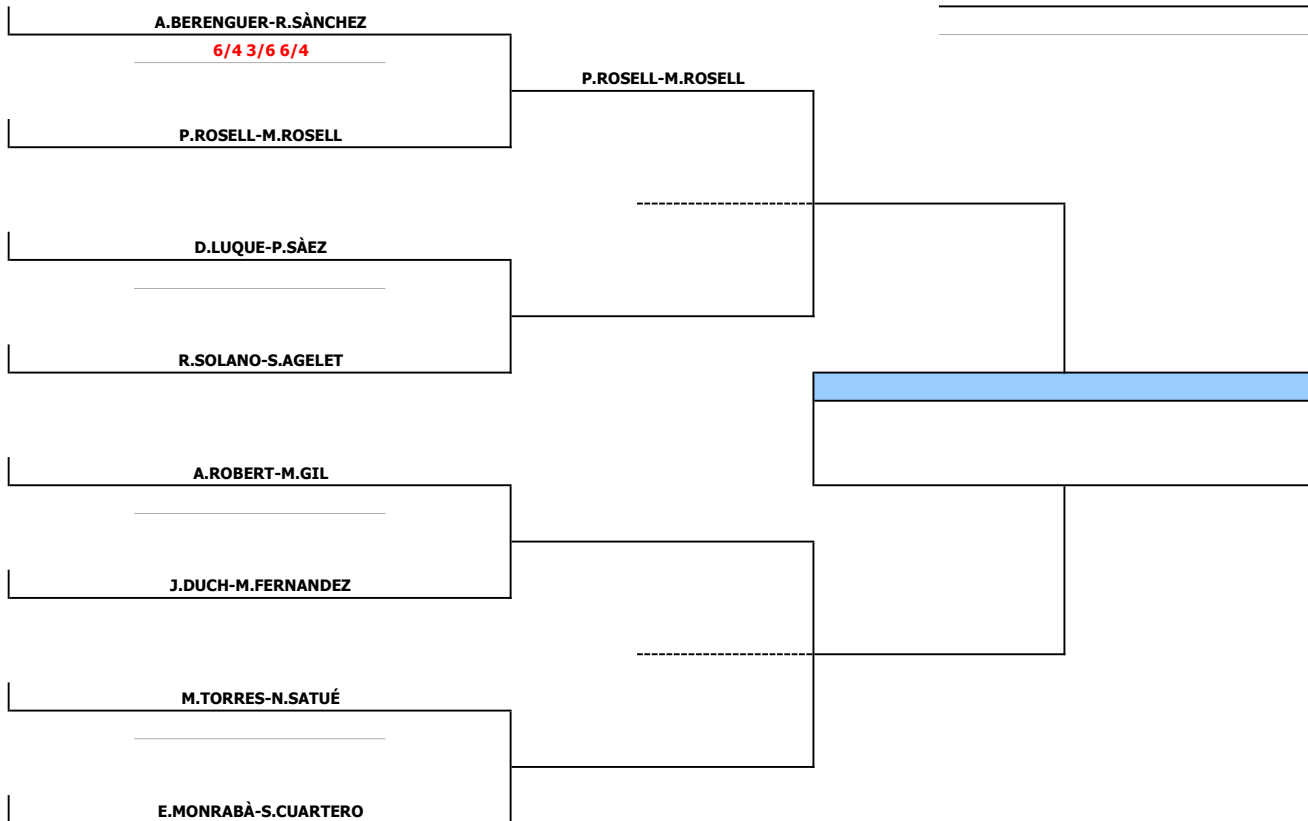 A.BERENGUER-R.SÀNCHEZ
6/4 3/6 6/4
P.ROSELL-M.ROSELL
P.ROSELL-M.ROSELL
D.LUQUE-P.SÀEZ
R.SOLANO-S.AGELET
A.ROBERT-M.GIL
J.DUCH-M.FERNANDEZ
M.TORRES-N.SATUÉ
E.MONRABÀ-S.CUARTERO